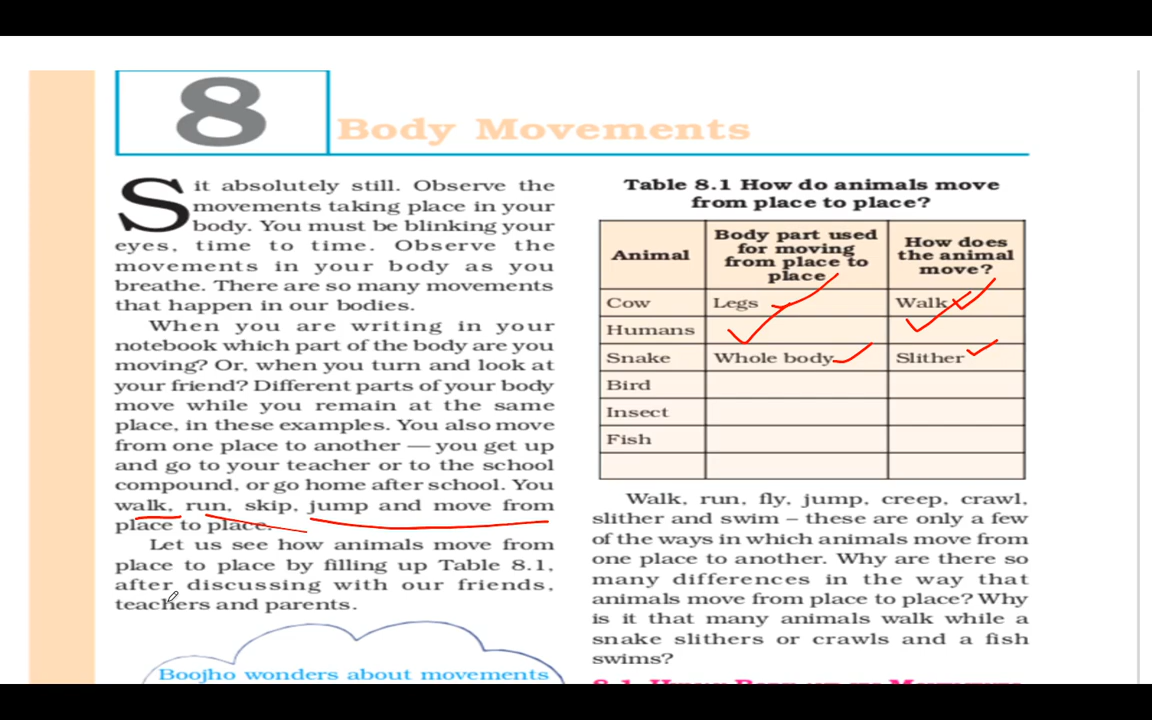 8
Body Movements
Sit absolutely still. Observe the
movements taking place in your
body. You must be blinking your
eyes, time to time. Observe the
movements in your body as you
breathe. There are so many movements
that happen in our bodies.
When you are writing in your
notebook which part of the body are you
moving? Or, when you turn and look at
your friend? Different parts of your body
move while you remain at the same
place, in these examples. You also move
from one place to another — you get up
and go to your teacher or to the school
compound, or go home after school. You
walk, run, skip, jump and move from
place to place.
Let us see how animals move from
place to place by filling up Table 8.1,
after discussing with our friends,
teachers and parents.
Boojho wonders about movements
Table 8.1 How do animals move
from place to place?
Animal
Body part used
for moving
from place to
place
How does
the animal
move?
Cow Legs Walk
Humans
Snake Whole body Slither
Bird
Insect
Fish
Walk, run, fly, jump, creep, crawl,
slither and swim – these are only a few
of the ways in which animals move from
one place to another. Why are there so
many differences in the way that
animals move from place to place? Why
is it that many animals walk while a
snake slithers or crawls and a fish
swims?